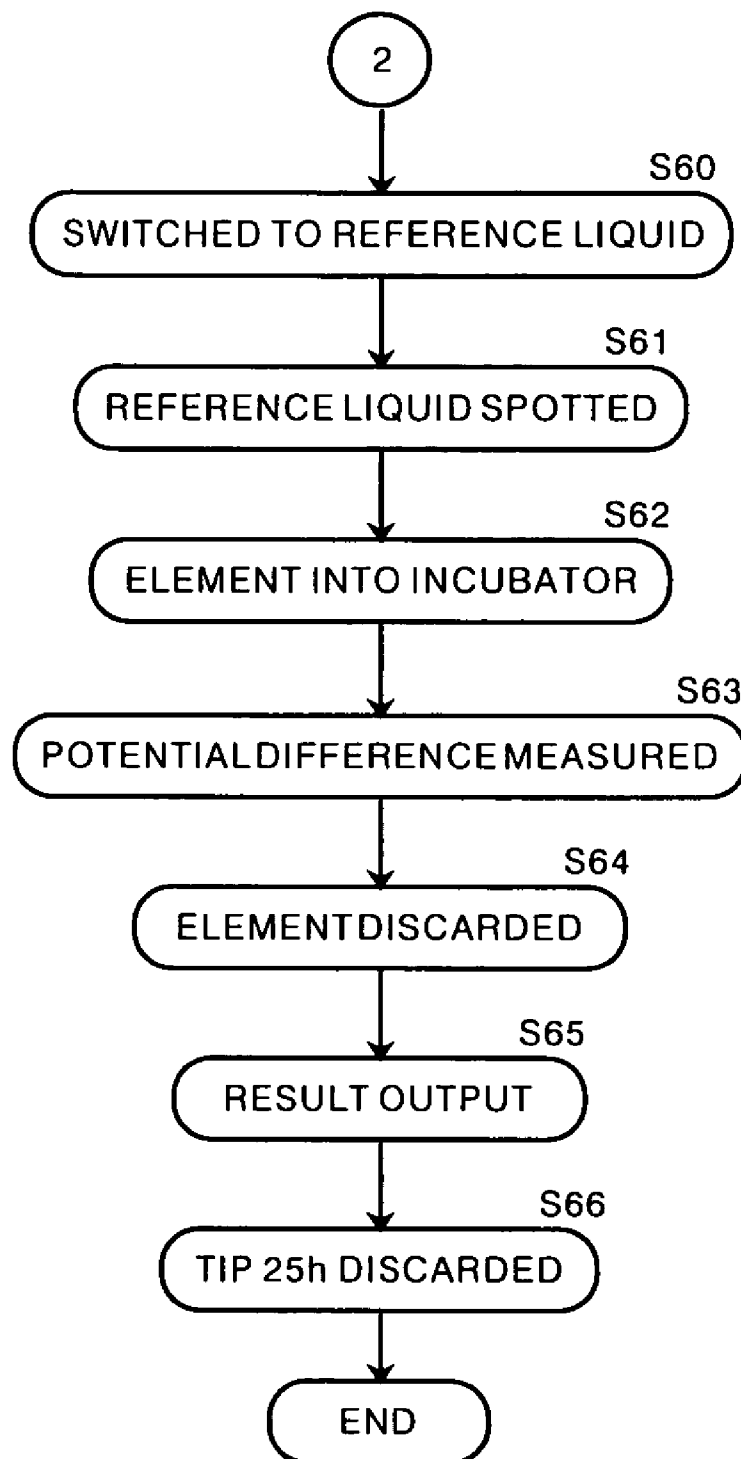 2
S60
SWITCHED TO REFERENCE LIQUID
S61
REFERENCE LIQUID SPOTTED
S62
ELEMENT INTO INCUBATOR
S63
POTENTIAL DIFFERENCE MEASURED
S64
ELEMENT DISCARDED
S65
RESULT OUTPUT
S66
TIP 25h DISCARDED
END